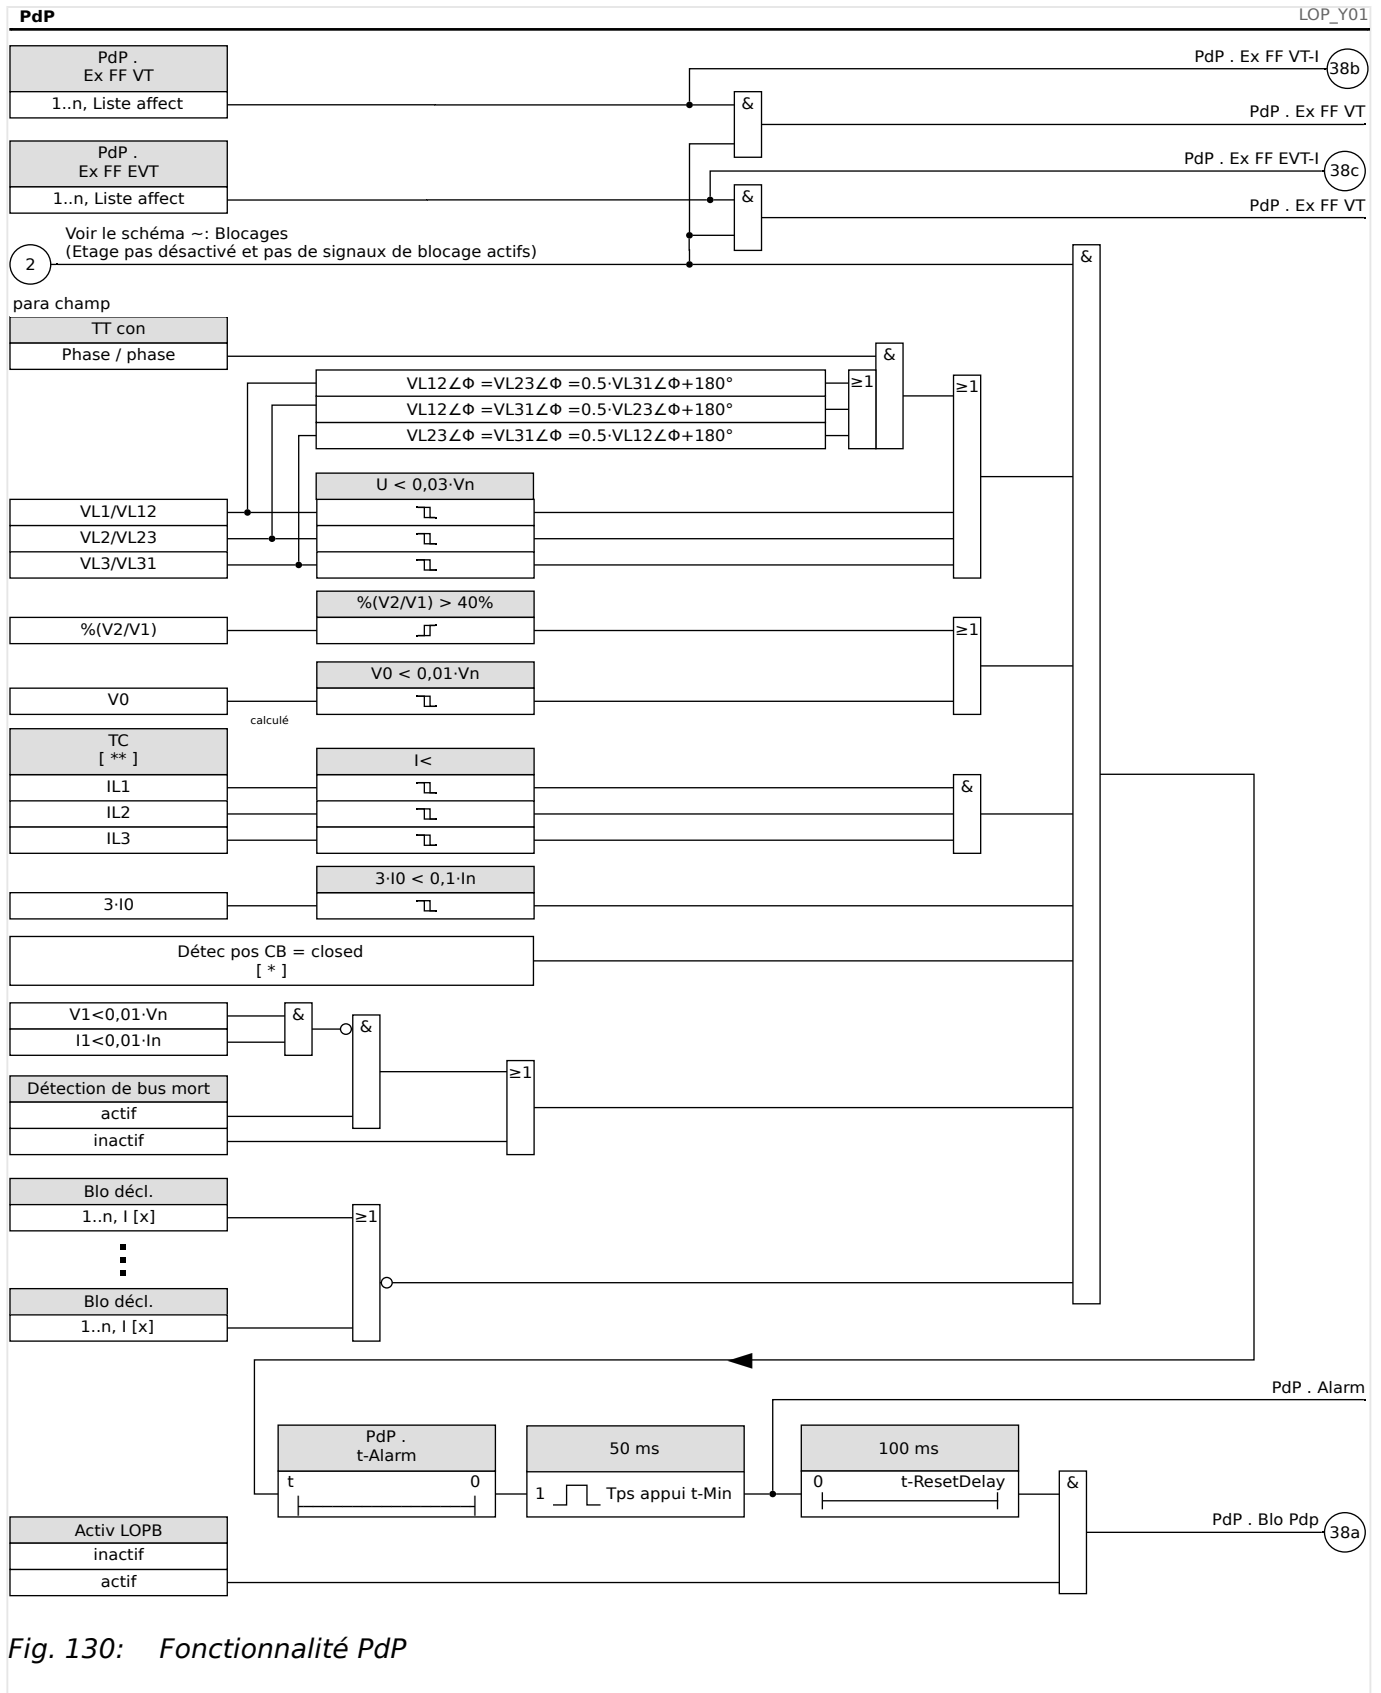 PdP
LOP_Y01
PdP .
Ex FF VT
1..n, Liste affect
PdP . Ex FF VT-I
38b
&
PdP . Ex FF VT
PdP .
Ex FF EVT
1..n, Liste affect
PdP . Ex FF EVT-I
38c
&
PdP . Ex FF VT
Voir le schéma ~: Blocages
(Etage pas désactivé et pas de signaux de blocage actifs)
2
&
para champ
TT con
Phase / phase
&
VL12∠Φ =VL23∠Φ =0.5·VL31∠Φ+180°
≥1
≥1
VL12∠Φ =VL31∠Φ =0.5·VL23∠Φ+180°
VL23∠Φ =VL31∠Φ =0.5·VL12∠Φ+180°
U < 0,03·Vn
VL1/VL12
VL2/VL23
VL3/VL31
%(V2/V1) > 40%
%(V2/V1)
≥1
V0 < 0,01·Vn
V0
calculé
TC
[ ** ]
I<
IL1
&
IL2
IL3
3·I0 < 0,1·In
3·I0
Détec pos CB = closed
[ * ]
V1<0,01·Vn
&
&
I1<0,01·In
≥1
Détection de bus mort
actif
inactif
Blo décl.
1..n, I [x]
≥1
Blo décl.
1..n, I [x]
PdP . Alarm
PdP .
t-Alarm
50 ms
100 ms
t
0
1
Tps appui t-Min
0
t-ResetDelay
&
Activ LOPB
PdP . Blo Pdp
38a
inactif
actif
Fig. 130: Fonctionnalité PdP